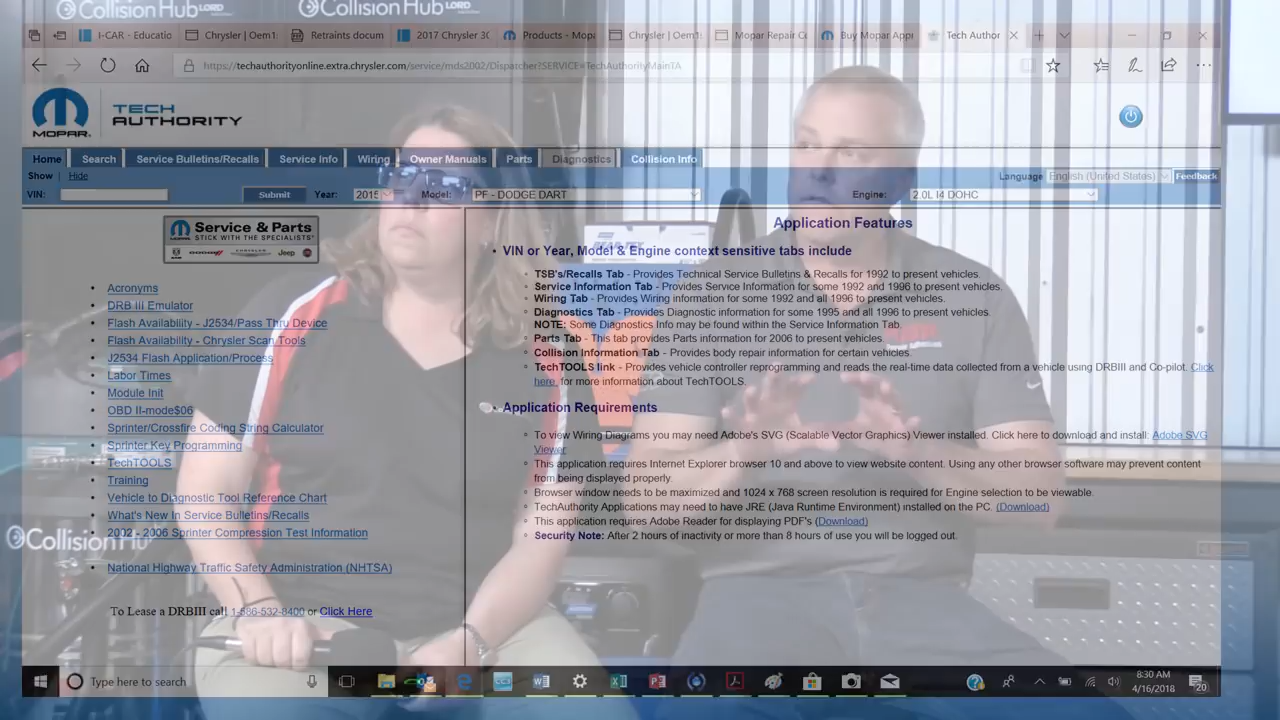 CollisionHub LORD
CollisionHub LORD
I-CAR - Educatio
Chrysler | Oem1
Retraints docum
2017 Chrysler 30
Products - Mopa
Chrysler | Oem1
Mopar Repair C
Buy Mopar App
Tech Author
https://techauthorityonline.extra.chrysler.com/service/mds2002/Dispatcher?SERVICE=TechAuthorityMainTA
MOPAR
TECH AUTHORITY
Home Search Service Bulletins/Recalls Service Info Wiring Owner Manuals Parts Diagnostics Collision Info
Show | Hide
Language English (United States) Feedback
VIN: Submit Year: 2015 Model: PF - DODGE DART Engine: 2.0L I4 DOHC
Service & Parts
STICK WITH THE SPECIALISTS
Jeep
Acronyms
DRB III Emulator
Flash Availability - J2534/Pass Thru Device
Flash Availability - Chrysler Scan Tools
J2534 Flash Application/Process
Labor Times
Module Init
OBD II-mode$06
Sprinter/Crossfire Coding String Calculator
Sprinter Key Programming
TechTOOLS
Training
Vehicle to Diagnostic Tool Reference Chart
What's New In Service Bulletins/Recalls
2002 - 2006 Sprinter Compression Test Information
National Highway Traffic Safety Administration (NHTSA)
To Lease a DRBIII call 1-586-532-8400 or Click Here
Application Features
VIN or Year, Model & Engine context sensitive tabs include
TSB's/Recalls Tab - Provides Technical Service Bulletins & Recalls for 1992 to present vehicles.
Service Information Tab - Provides Service Information for some 1992 and 1996 to present vehicles.
Wiring Tab - Provides Wiring information for some 1992 and all 1996 to present vehicles.
Diagnostics Tab - Provides Diagnostic information for some 1995 and all 1996 to present vehicles.
NOTE: Some Diagnostics Info may be found within the Service Information Tab.
Parts Tab - This tab provides Parts information for 2006 to present vehicles.
Collision Information Tab - Provides body repair information for certain vehicles.
TechTOOLS link - Provides vehicle controller reprogramming and reads the real-time data collected from a vehicle using DRBIII and Co-pilot. Click
here for more information about TechTOOLS.
Application Requirements
To view Wiring Diagrams you may need Adobe's SVG (Scalable Vector Graphics) Viewer installed. Click here to download and install: Adobe SVG
Viewer
This application requires Internet Explorer browser 10 and above to view website content. Using any other browser software may prevent content
from being displayed properly.
Browser window needs to be maximized and 1024 x 768 screen resolution is required for Engine selection to be viewable.
TechAuthority Applications may need to have JRE (Java Runtime Environment) installed on the PC. (Download)
This application requires Adobe Reader for displaying PDF's (Download)
Security Note: After 2 hours of inactivity or more than 8 hours of use you will be logged out.
CollisionHub
Type here to search
8:30 AM
4/16/2018
20